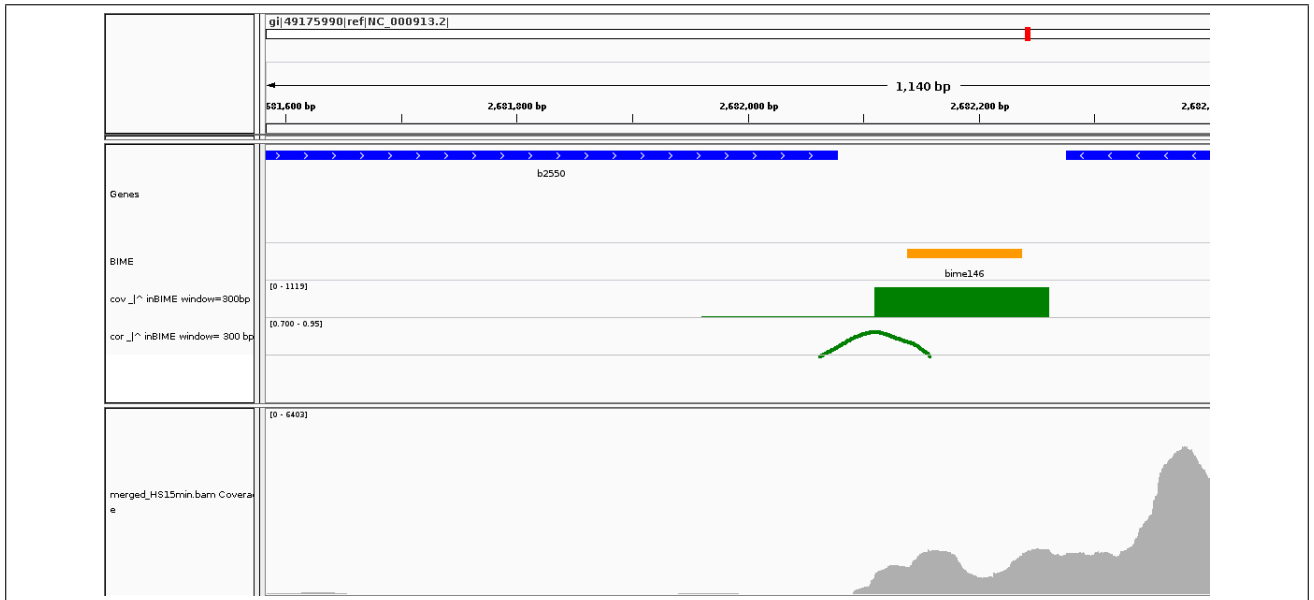 gi|49175990|ref|NC_000913.2|
1,140 bp
581,600 bp
2,681,800 bp
2,682,000 bp
2,682,200 bp
2,682,
b2550
Genes
BIME
bime146
[0 - 1119]
cov _|^ inBIME window=300bp
[0.700 - 0.95]
cor _|^ inBIME window= 300 bp
[0 - 6403]
merged_HS15min.bam Covera
e